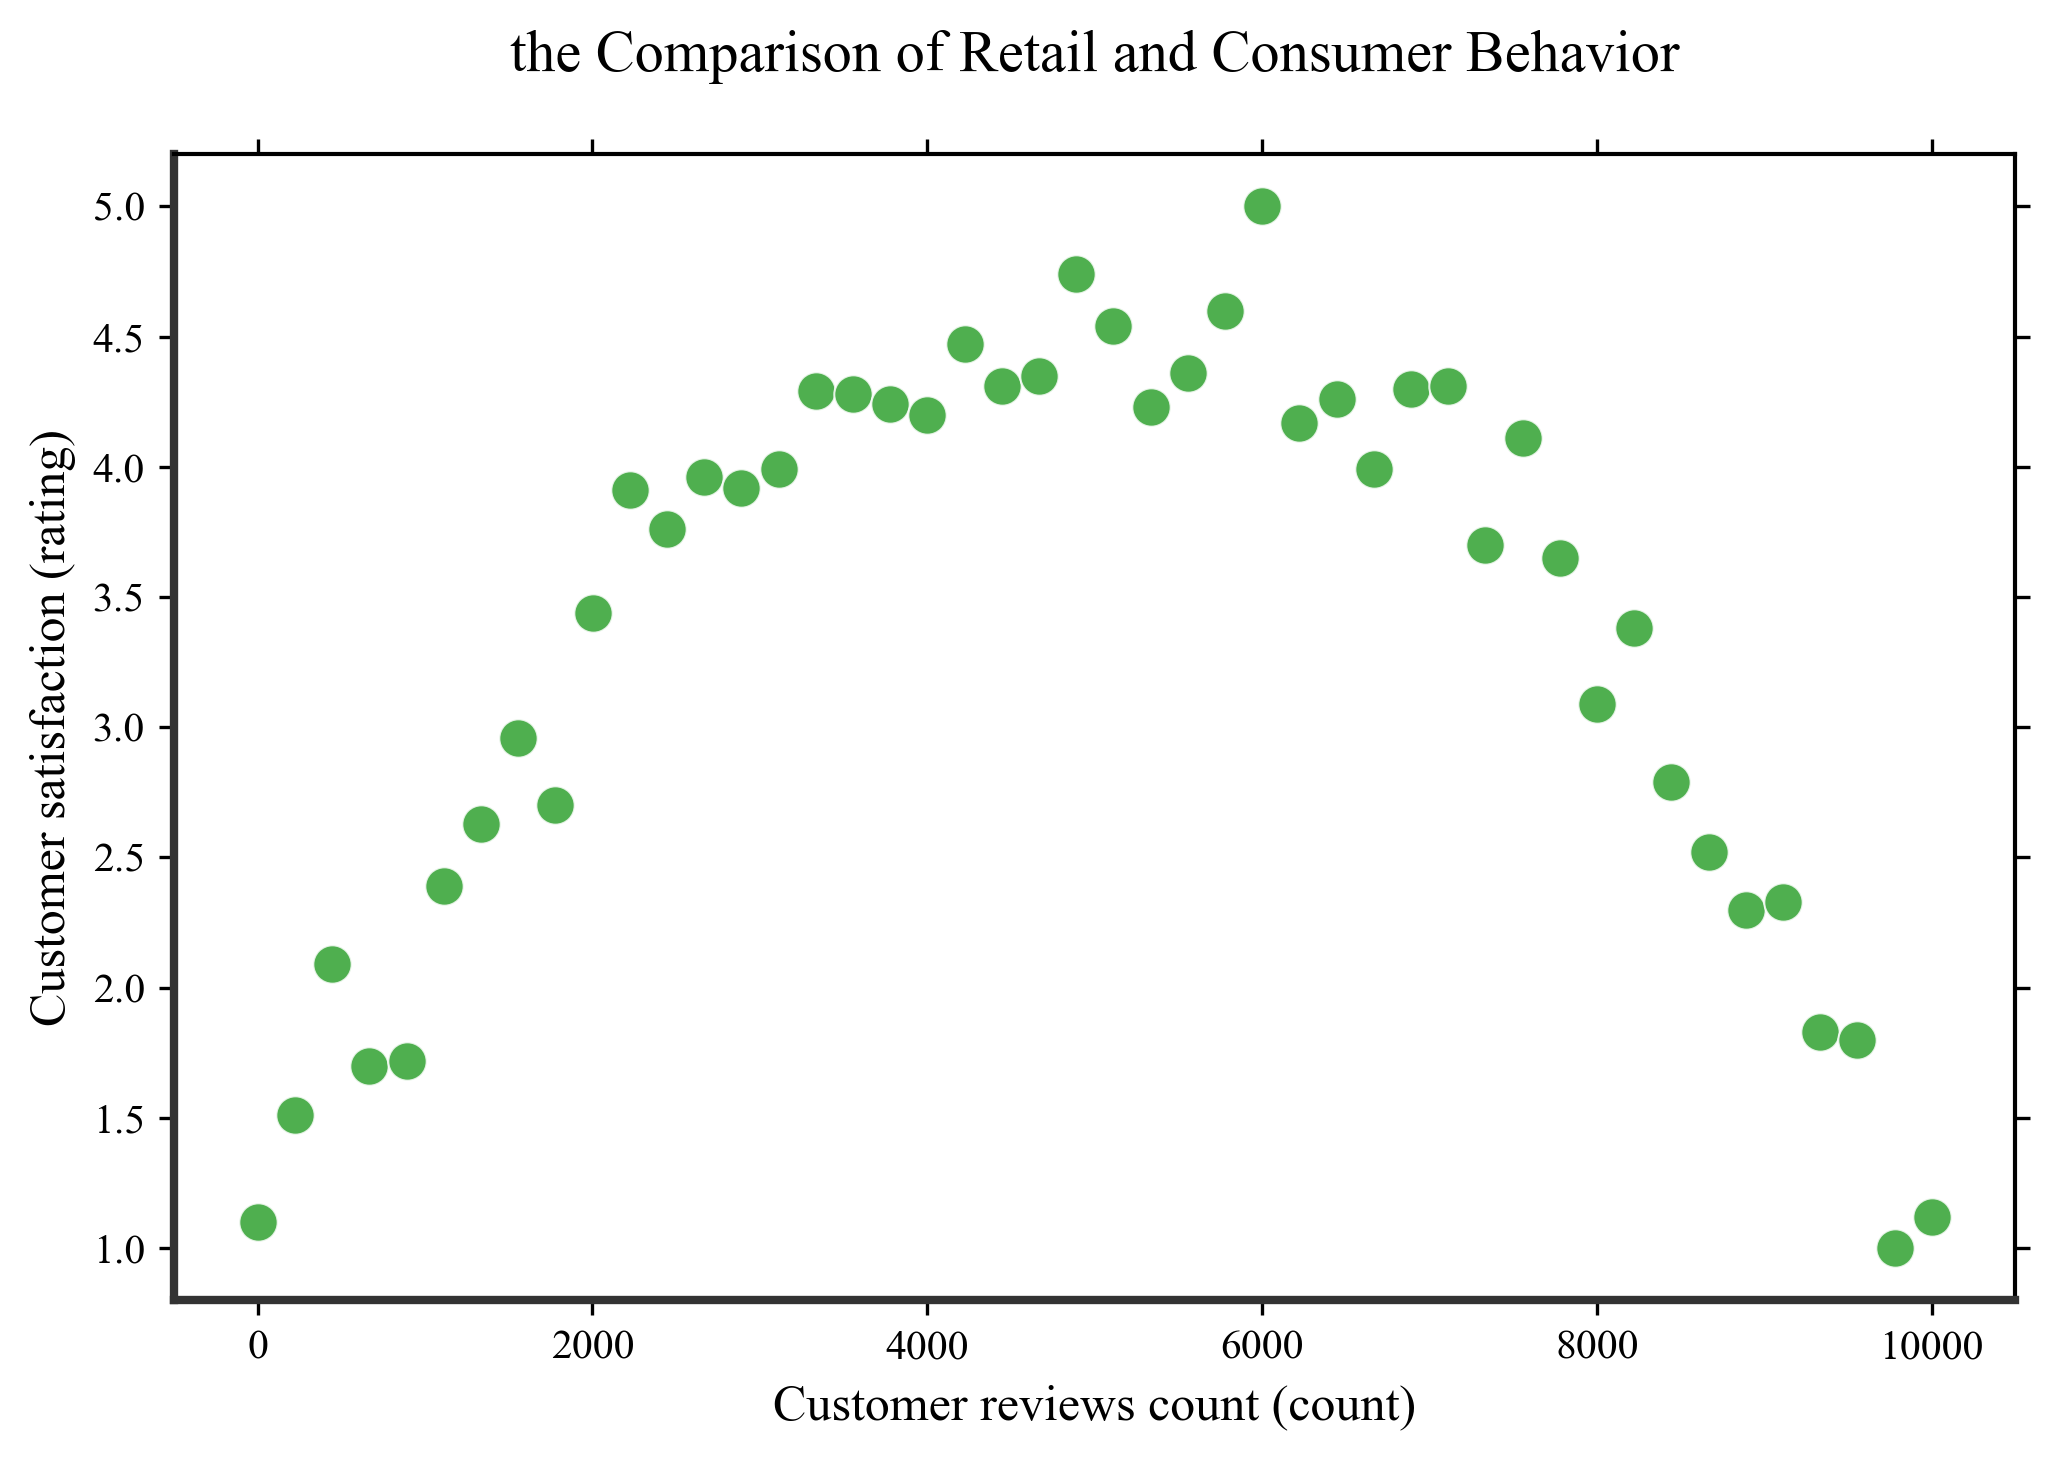 the Comparison of Retail and Consumer Behavior
5.0
4.5
4.0
3.5
3.0
2.5
2.0
1.5
1.0
Customer satisfaction (rating)
0 2000 4000 6000 8000 10000
Customer reviews count (count)